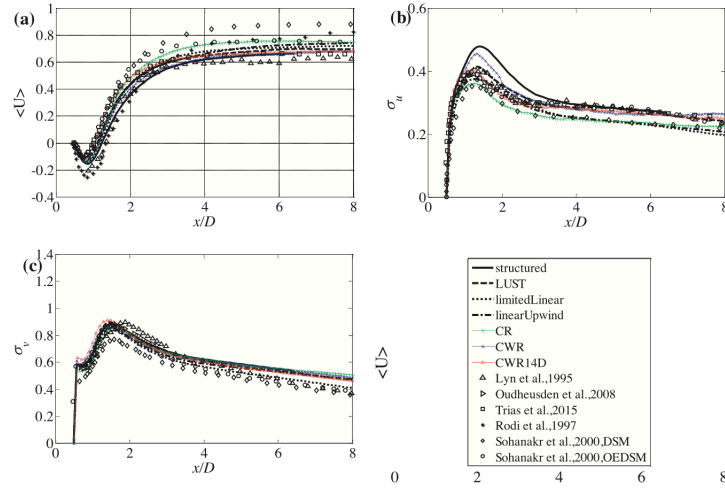 (a)
<U>
1
0.8
0.6
0.4
0.2
0
-0.2
-0.4
0 2 4 6 8
x/D
(b)
σu
0.6
0.4
0.2
0
0 2 4 6 8
x/D
(c)
σv
1.4
1.2
1
0.8
0.6
0.4
0.2
0
0 2 4 6 8
x/D
<U>
structured
LUST
limitedLinear
linearUpwind
CR
CWR
CWR14D
Lyn et al.,1995
Oudheusden et al.,2008
Trias et al.,2015
Rodi et al.,1997
Sohanakr et al.,2000,DSM
Sohanakr et al.,2000,OEDSM
0 2 4 6 8